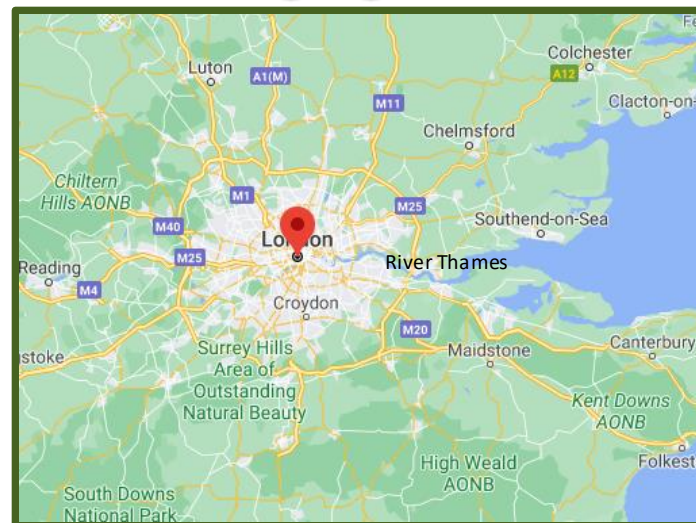 Colchester
Luton
A1(M)
A12
M11
Clacton-on-
Chelmsford
Chiltern
Hills AONB
M1
M25
Southend-on-Sea
M40
London
M25
River Thames
Reading
M4
Croydon
M20
stoke
Surrey Hills
Area of
Outstanding
Natural Beauty
Maidstone
Canterbury
Kent Downs
AONB
High Weald
AONB
Folkest
South Downs
National Park